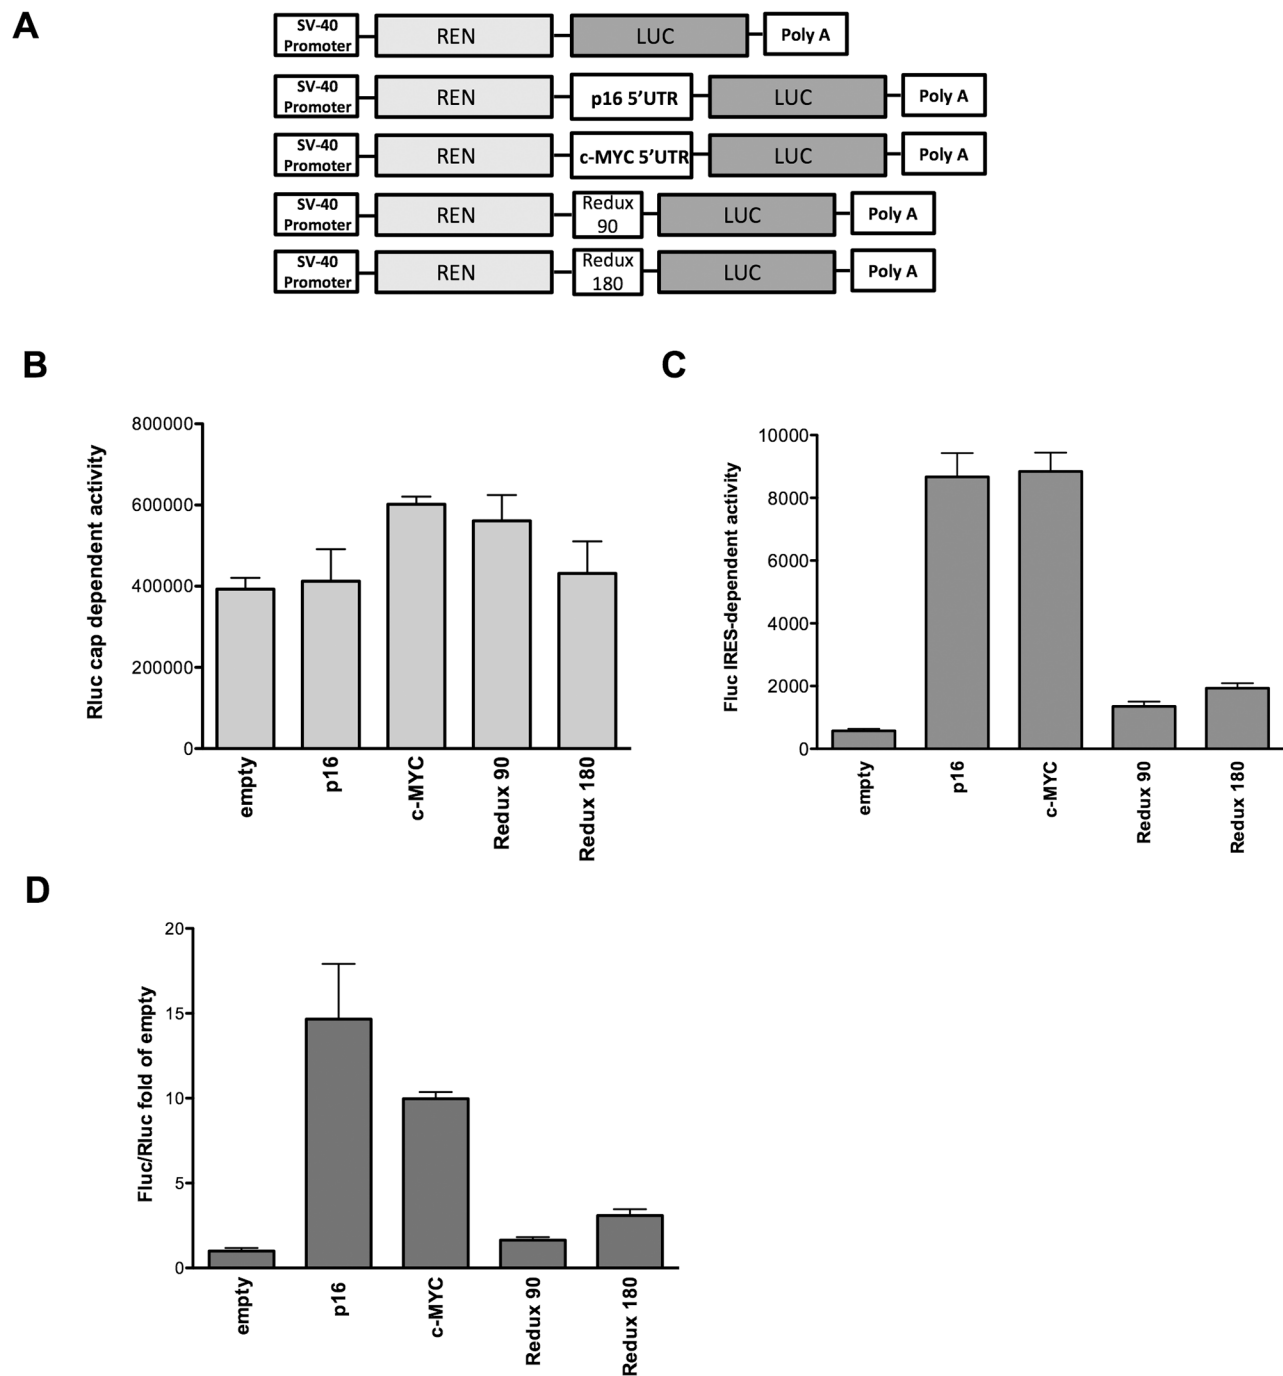 A
SV-40
Promoter
REN
LUC
Poly A
SV-40
Promoter
REN
p16 5’UTR
LUC
Poly A
SV-40
Promoter
REN
c-MYC 5’UTR
LUC
Poly A
SV-40
Promoter
REN
Redux
90
LUC
Poly A
SV-40
Promoter
REN
Redux
180
LUC
Poly A
B
Rluc cap dependent activity
800000
600000
400000
200000
0
empty
p16
c-MYC
Redux 90
Redux 180
C
Fluc IRES-dependent activity
10000
8000
6000
4000
2000
0
empty
p16
c-MYC
Redux 90
Redux 180
D
Fluc/Rluc fold of empty
20
15
10
5
0
empty
p16
c-MYC
Redux 90
Redux 180